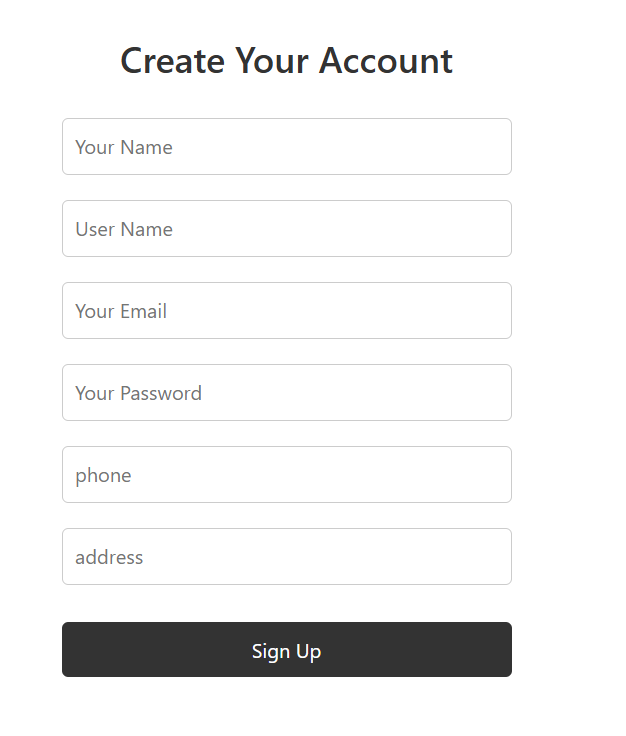 Create Your Account
Your Name
User Name
Your Email
Your Password
phone
address
Sign Up